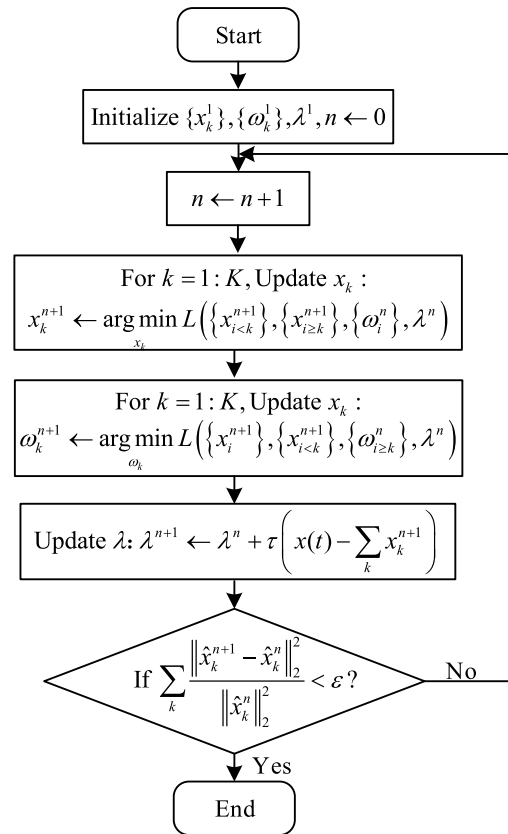 Start
Initialize {x_k^1},{ω_k^1},λ^1,n ← 0
n ← n+1
For k = 1: K, Update x_k :
x_k^{n+1} ← arg min_{x_k} L({x_{i<k}^{n+1}},{x_{i≥k}^{n+1}},{ω_i^n},λ^n)
For k = 1: K, Update x_k :
ω_k^{n+1} ← arg min_{ω_k} L({x_i^{n+1}},{x_{i<k}^{n+1}},{ω_{i≥k}^n},λ^n)
Update λ: λ^{n+1} ← λ^n + τ(x(t) − ∑_k x_k^{n+1})
If ∑_k ‖x̂_k^{n+1} − x̂_k^n‖_2^2 / ‖x̂_k^n‖_2^2 < ε ?
No
Yes
End